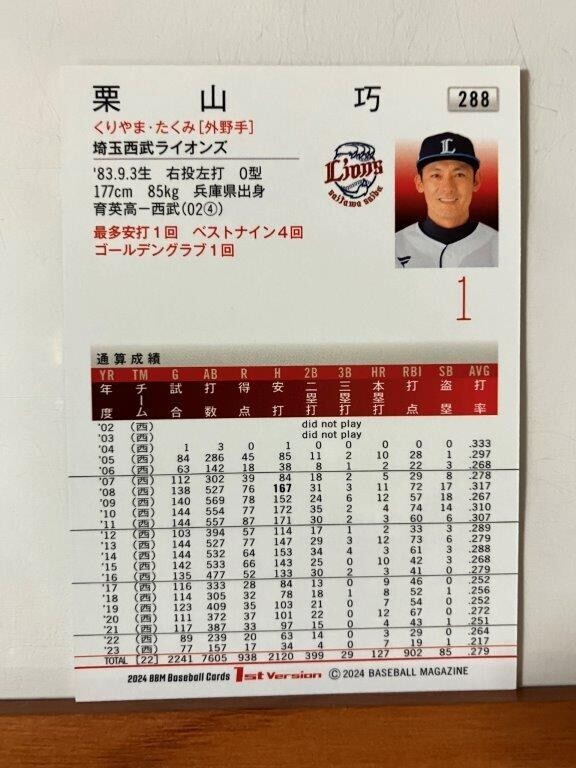 栗山 巧
288
くりやま・たくみ[外野手]
埼玉西武ライオンズ
'83.9.3生 右投左打 O型
177cm 85kg 兵庫県出身
育英高ー西武(02④)
最多安打1回 ベストナイン4回
ゴールデングラブ1回
Lions
saitama seibu
L
1
通算成績
YR TM G AB R H 2B 3B HR RBI SB AVG
年度 チーム 試合 打数 得点 安打 二塁打 三塁打 本塁打 打点 盗塁 打率
'02 (西) did not play
'03 (西) did not play
'04 (西) 1 3 0 1 0 0 0 0 0 .333
'05 (西) 84 286 45 85 11 2 10 28 1 .297
'06 (西) 63 142 18 38 8 1 2 22 3 .268
'07 (西) 112 302 39 84 18 2 5 29 8 .278
'08 (西) 138 527 76 167 31 3 11 72 17 .317
'09 (西) 140 569 78 152 24 6 12 57 18 .267
'10 (西) 144 554 77 172 35 2 4 74 14 .310
'11 (西) 144 557 87 171 30 2 3 60 6 .307
'12 (西) 103 394 57 114 17 1 2 33 3 .289
'13 (西) 144 527 77 147 29 3 12 73 6 .279
'14 (西) 144 532 64 153 34 4 3 61 3 .288
'15 (西) 142 533 66 143 25 0 10 42 3 .268
'16 (西) 135 477 52 133 30 2 3 41 0 .279
'17 (西) 116 333 28 84 13 0 9 46 0 .252
'18 (西) 114 305 32 78 18 1 8 52 1 .256
'19 (西) 123 409 35 103 21 0 7 54 0 .252
'20 (西) 111 372 37 101 22 0 12 67 0 .272
'21 (西) 117 387 33 97 15 0 4 43 1 .251
'22 (西) 89 239 20 63 14 0 3 21 0 .264
'23 (西) 77 157 17 34 4 0 7 19 1 .217
TOTAL [22] 2241 7605 938 2120 399 29 127 902 85 .279
2024 BBM Baseball Cards 1st Version © 2024 BASEBALL MAGAZINE